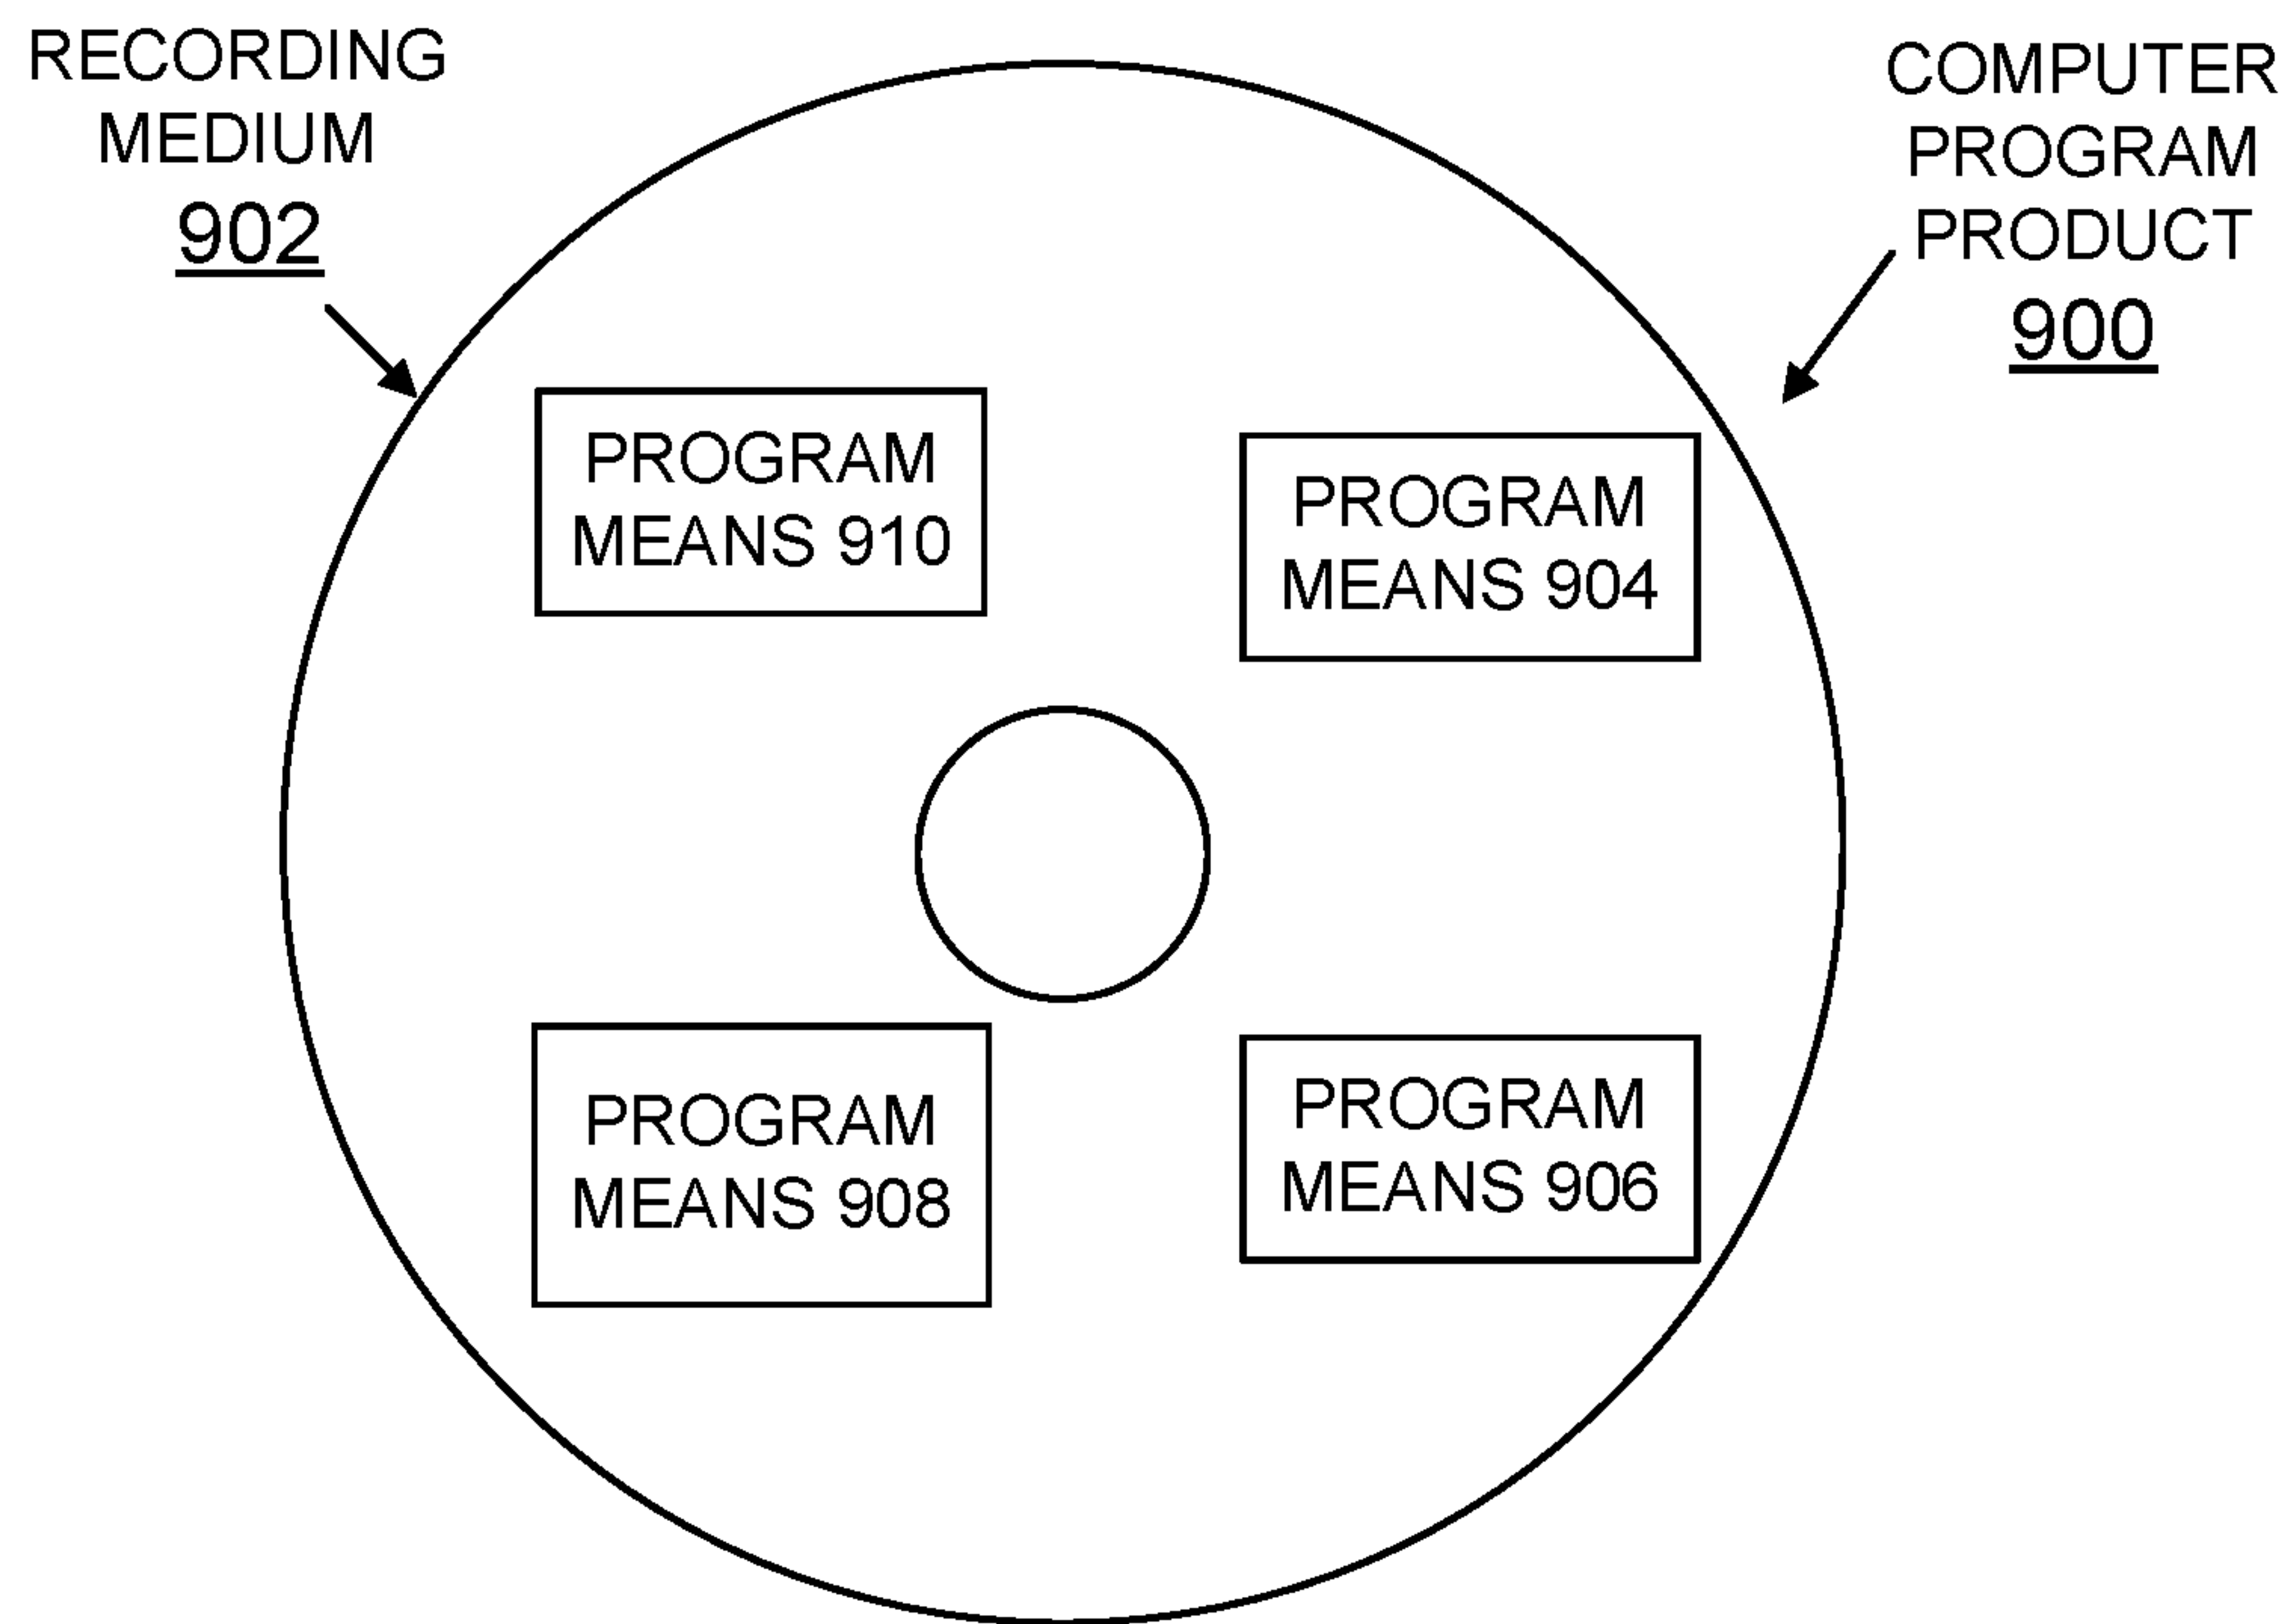 RECORDING
MEDIUM
902
COMPUTER
PROGRAM
PRODUCT
900
PROGRAM
MEANS 910
PROGRAM
MEANS 904
PROGRAM
MEANS 908
PROGRAM
MEANS 906